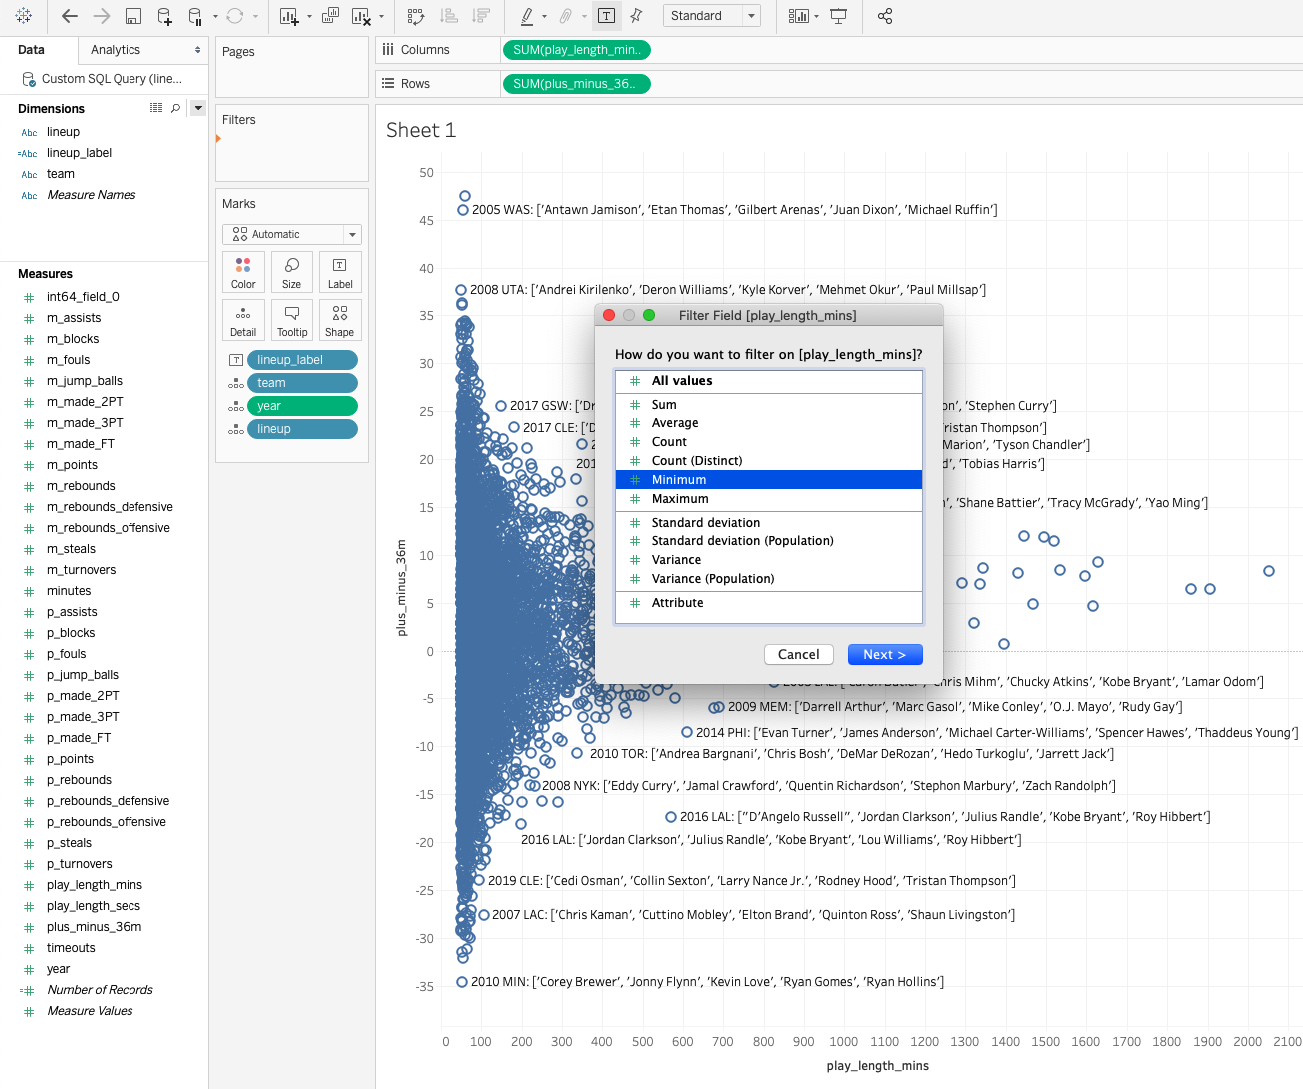 Standard
Data
Analytics
Custom SQL Query (line...
Dimensions
Abc lineup
=Abc lineup_label
Abc team
Abc Measure Names
Measures
# int64_field_0
# m_assists
# m_blocks
# m_fouls
# m_jump_balls
# m_made_2PT
# m_made_3PT
# m_made_FT
# m_points
# m_rebounds
# m_rebounds_defensive
# m_rebounds_offensive
# m_steals
# m_turnovers
# minutes
# p_assists
# p_blocks
# p_fouls
# p_jump_balls
# p_made_2PT
# p_made_3PT
# p_made_FT
# p_points
# p_rebounds
# p_rebounds_defensive
# p_rebounds_offensive
# p_steals
# p_turnovers
# play_length_mins
# play_length_secs
# plus_minus_36m
# timeouts
# year
=# Number of Records
# Measure Values
Pages
Filters
Marks
Automatic
Color
Size
T
Label
Detail
Tooltip
Shape
T lineup_label
team
year
lineup
Columns
SUM(play_length_min..
Rows
SUM(plus_minus_36..
Sheet 1
50
45
40
35
30
25
20
15
10
5
0
-5
-10
-15
-20
-25
-30
-35
plus_minus_36m
2005 WAS: ['Antawn Jamison', 'Etan Thomas', 'Gilbert Arenas', 'Juan Dixon', 'Michael Ruffin']
2008 UTA: ['Andrei Kirilenko', 'Deron Williams', 'Kyle Korver', 'Mehmet Okur', 'Paul Millsap']
2017 GSW: ['Dr
on', 'Stephen Curry']
2017 CLE: ['D
ristan Thompson']
2
Marion', 'Tyson Chandler']
201
d', 'Tobias Harris']
n', 'Shane Battier', 'Tracy McGrady', 'Yao Ming']
Chris Mihm', 'Chucky Atkins', 'Kobe Bryant', 'Lamar Odom']
2009 MEM: ['Darrell Arthur', 'Marc Gasol', 'Mike Conley', 'O.J. Mayo', 'Rudy Gay']
2014 PHI: ['Evan Turner', 'James Anderson', 'Michael Carter-Williams', 'Spencer Hawes', 'Thaddeus Young']
2010 TOR: ['Andrea Bargnani', 'Chris Bosh', 'DeMar DeRozan', 'Hedo Turkoglu', 'Jarrett Jack']
2008 NYK: ['Eddy Curry', 'Jamal Crawford', 'Quentin Richardson', 'Stephon Marbury', 'Zach Randolph']
2016 LAL: ["D'Angelo Russell", 'Jordan Clarkson', 'Julius Randle', 'Kobe Bryant', 'Roy Hibbert']
2016 LAL: ['Jordan Clarkson', 'Julius Randle', 'Kobe Bryant', 'Lou Williams', 'Roy Hibbert']
2019 CLE: ['Cedi Osman', 'Collin Sexton', 'Larry Nance Jr.', 'Rodney Hood', 'Tristan Thompson']
2007 LAC: ['Chris Kaman', 'Cuttino Mobley', 'Elton Brand', 'Quinton Ross', 'Shaun Livingston']
2010 MIN: ['Corey Brewer', 'Jonny Flynn', 'Kevin Love', 'Ryan Gomes', 'Ryan Hollins']
0 100 200 300 400 500 600 700 800 900 1000 1100 1200 1300 1400 1500 1600 1700 1800 1900 2000 2100
play_length_mins
Filter Field [play_length_mins]
How do you want to filter on [play_length_mins]?
# All values
# Sum
# Average
# Count
# Count (Distinct)
# Minimum
# Maximum
# Standard deviation
# Standard deviation (Population)
# Variance
# Variance (Population)
# Attribute
Cancel
Next >